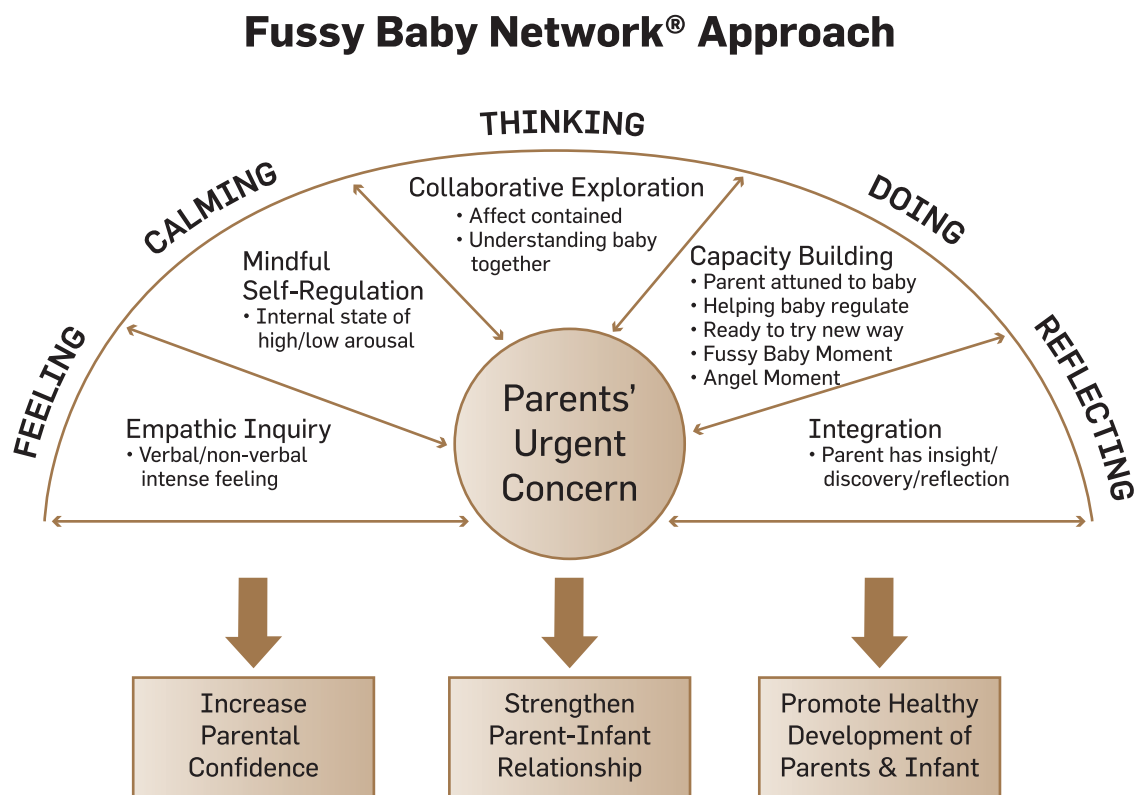 Fussy Baby Network® Approach
FEELING
CALMING
THINKING
DOING
REFLECTING
Empathic Inquiry
• Verbal/non-verbal
intense feeling
Mindful
Self-Regulation
• Internal state of
high/low arousal
Collaborative Exploration
• Affect contained
• Understanding baby
together
Capacity Building
• Parent attuned to baby
• Helping baby regulate
• Ready to try new way
• Fussy Baby Moment
• Angel Moment
Integration
• Parent has insight/
discovery/reflection
Parents’
Urgent
Concern
Increase
Parental
Confidence
Strengthen
Parent-Infant
Relationship
Promote Healthy
Development of
Parents & Infant